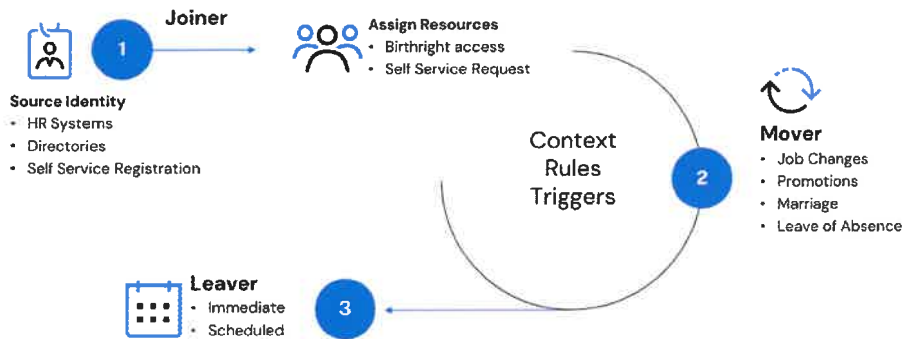 Joiner
1
Source Identity
• HR Systems
• Directories
• Self Service Registration
Assign Resources
• Birthright access
• Self Service Request
Context
Rules
Triggers
2
Mover
• Job Changes
• Promotions
• Marriage
• Leave of Absence
Leaver
• Immediate
• Scheduled
3